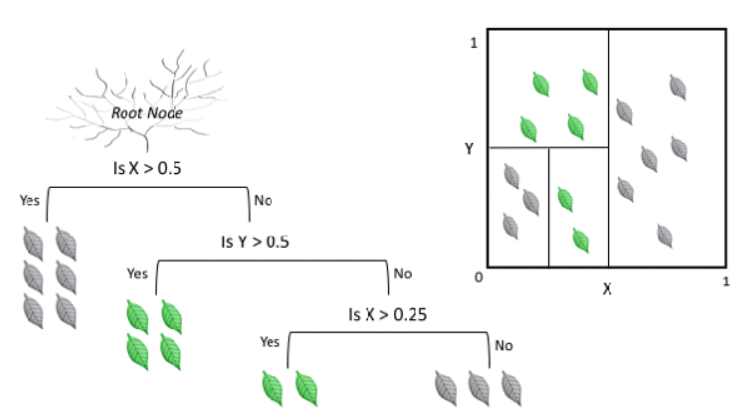 Root Node
Is X > 0.5
Yes
No
Is Y > 0.5
Yes
No
Is X > 0.25
Yes
No
1
Y
0
X
1